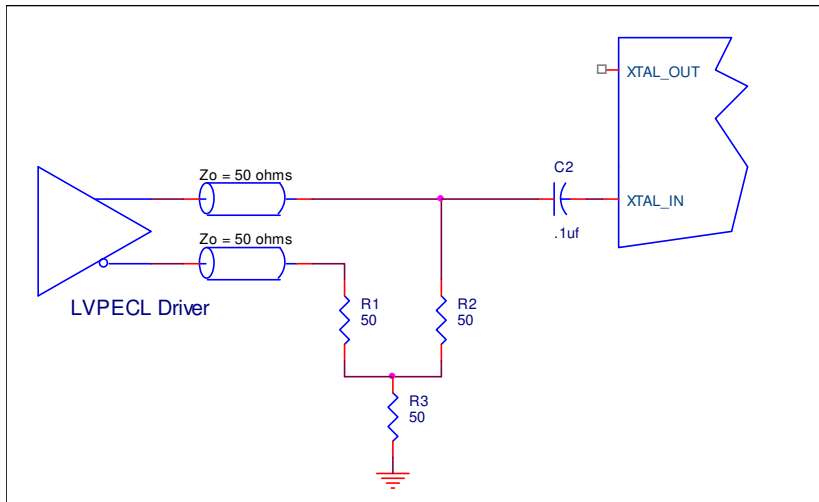 XTAL_OUT
C2
Zo = 50 ohms
XTAL_IN
.1uf
Zo = 50 ohms
LVPECL Driver
R1
50
R2
50
R3
50